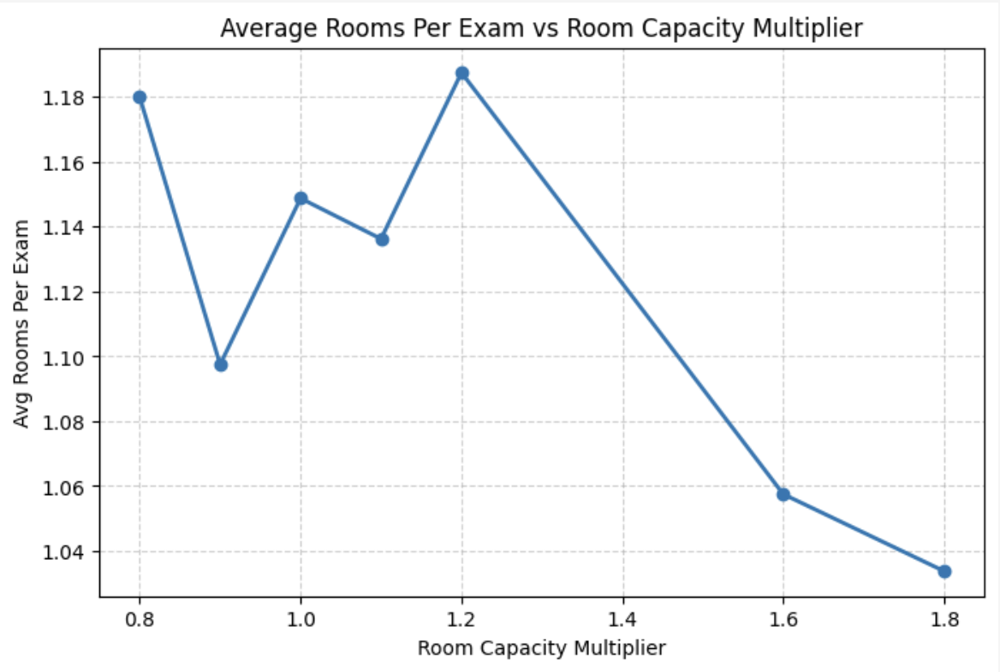 Average Rooms Per Exam vs Room Capacity Multiplier
Avg Rooms Per Exam
1.18
1.16
1.14
1.12
1.10
1.08
1.06
1.04
0.8 1.0 1.2 1.4 1.6 1.8
Room Capacity Multiplier